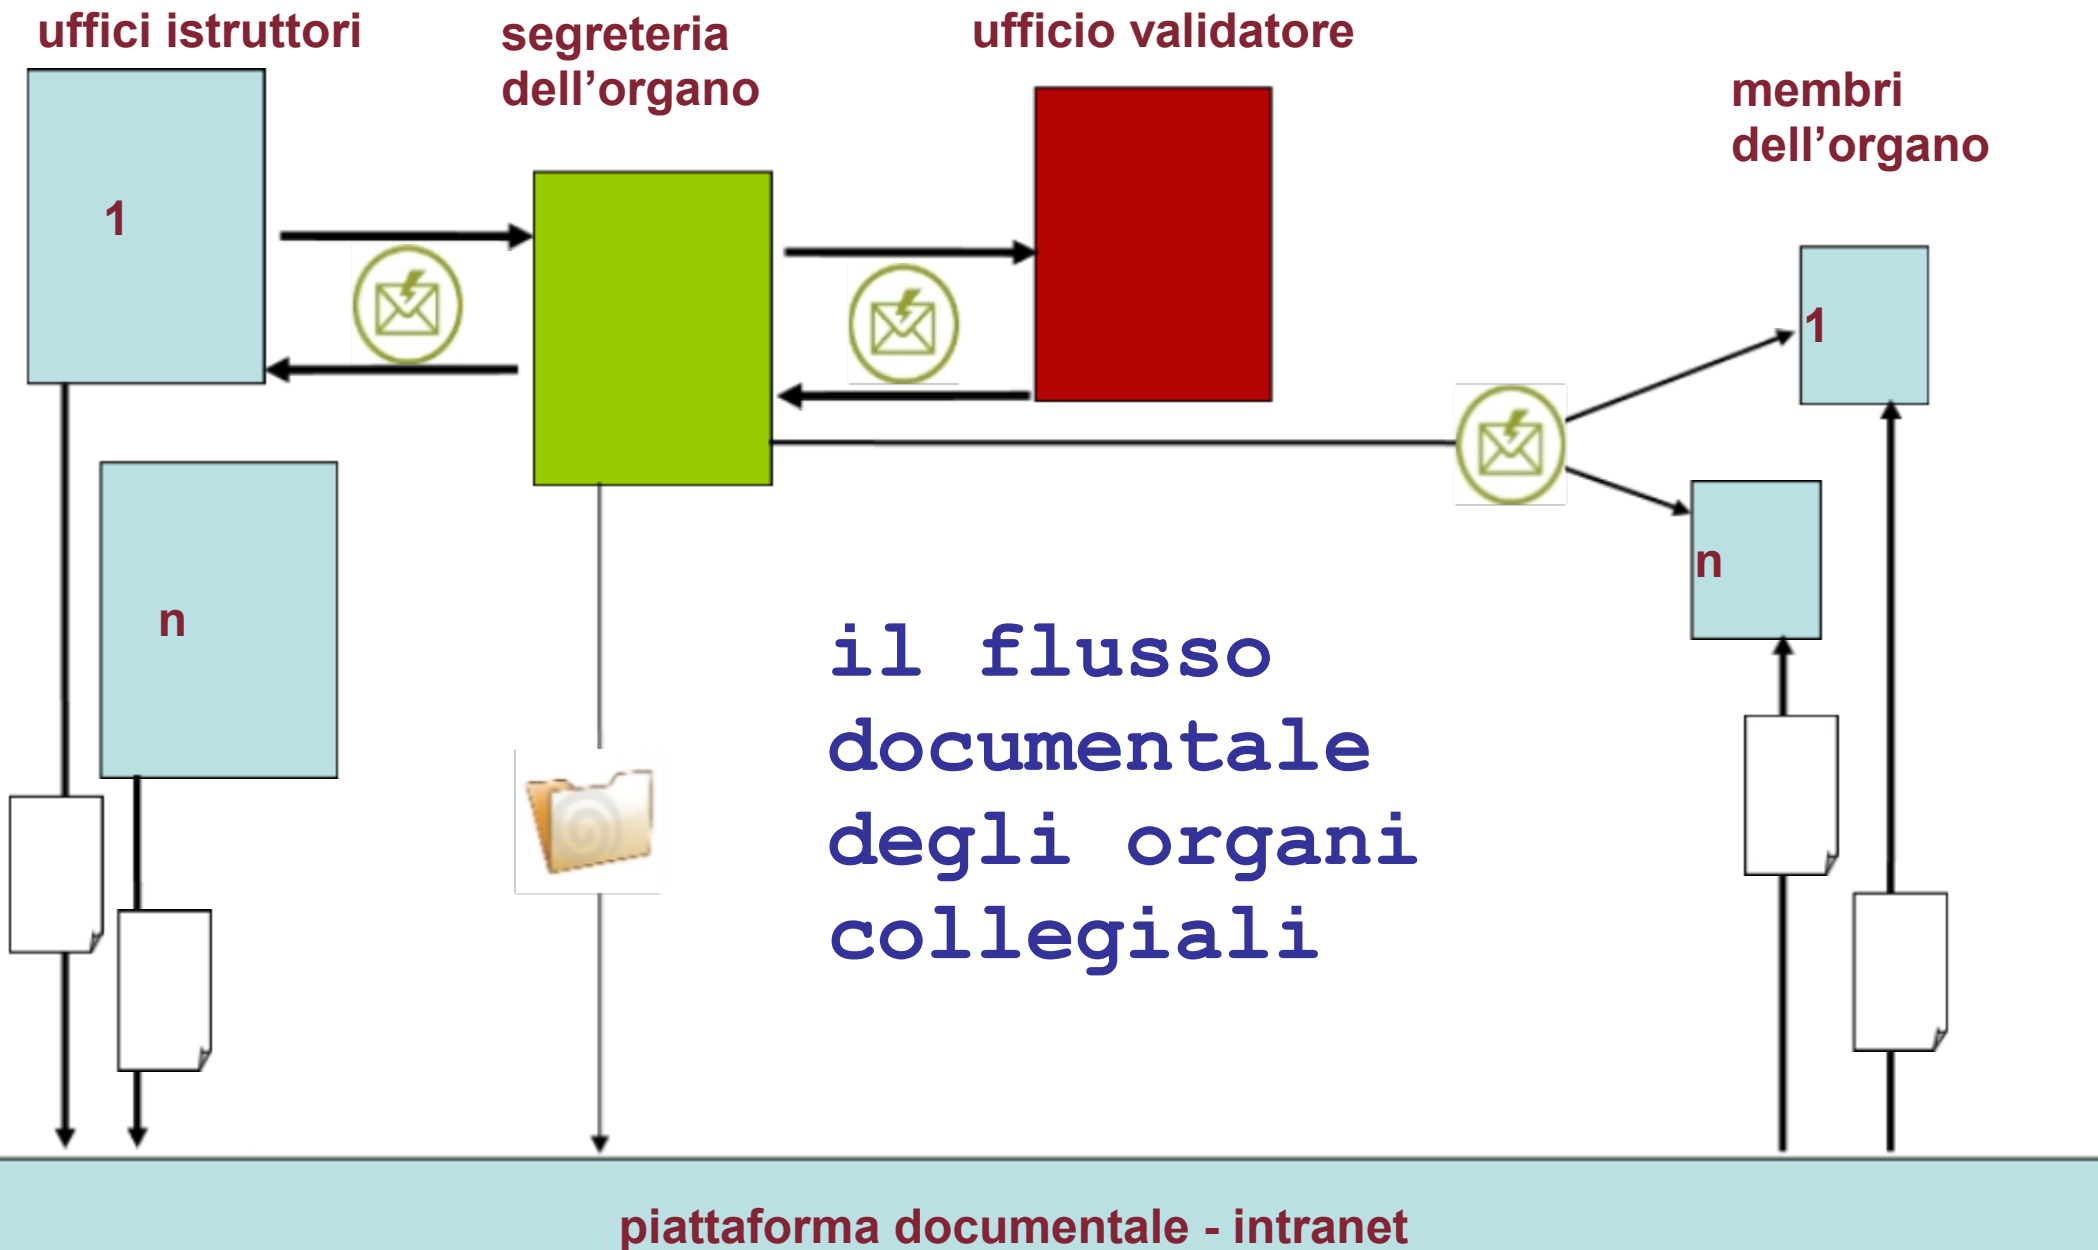 uffici istruttori
segreteria
dell’organo
ufficio validatore
membri
dell’organo
1
1
n
n
il flusso
documentale
degli organi
collegiali
piattaforma documentale - intranet